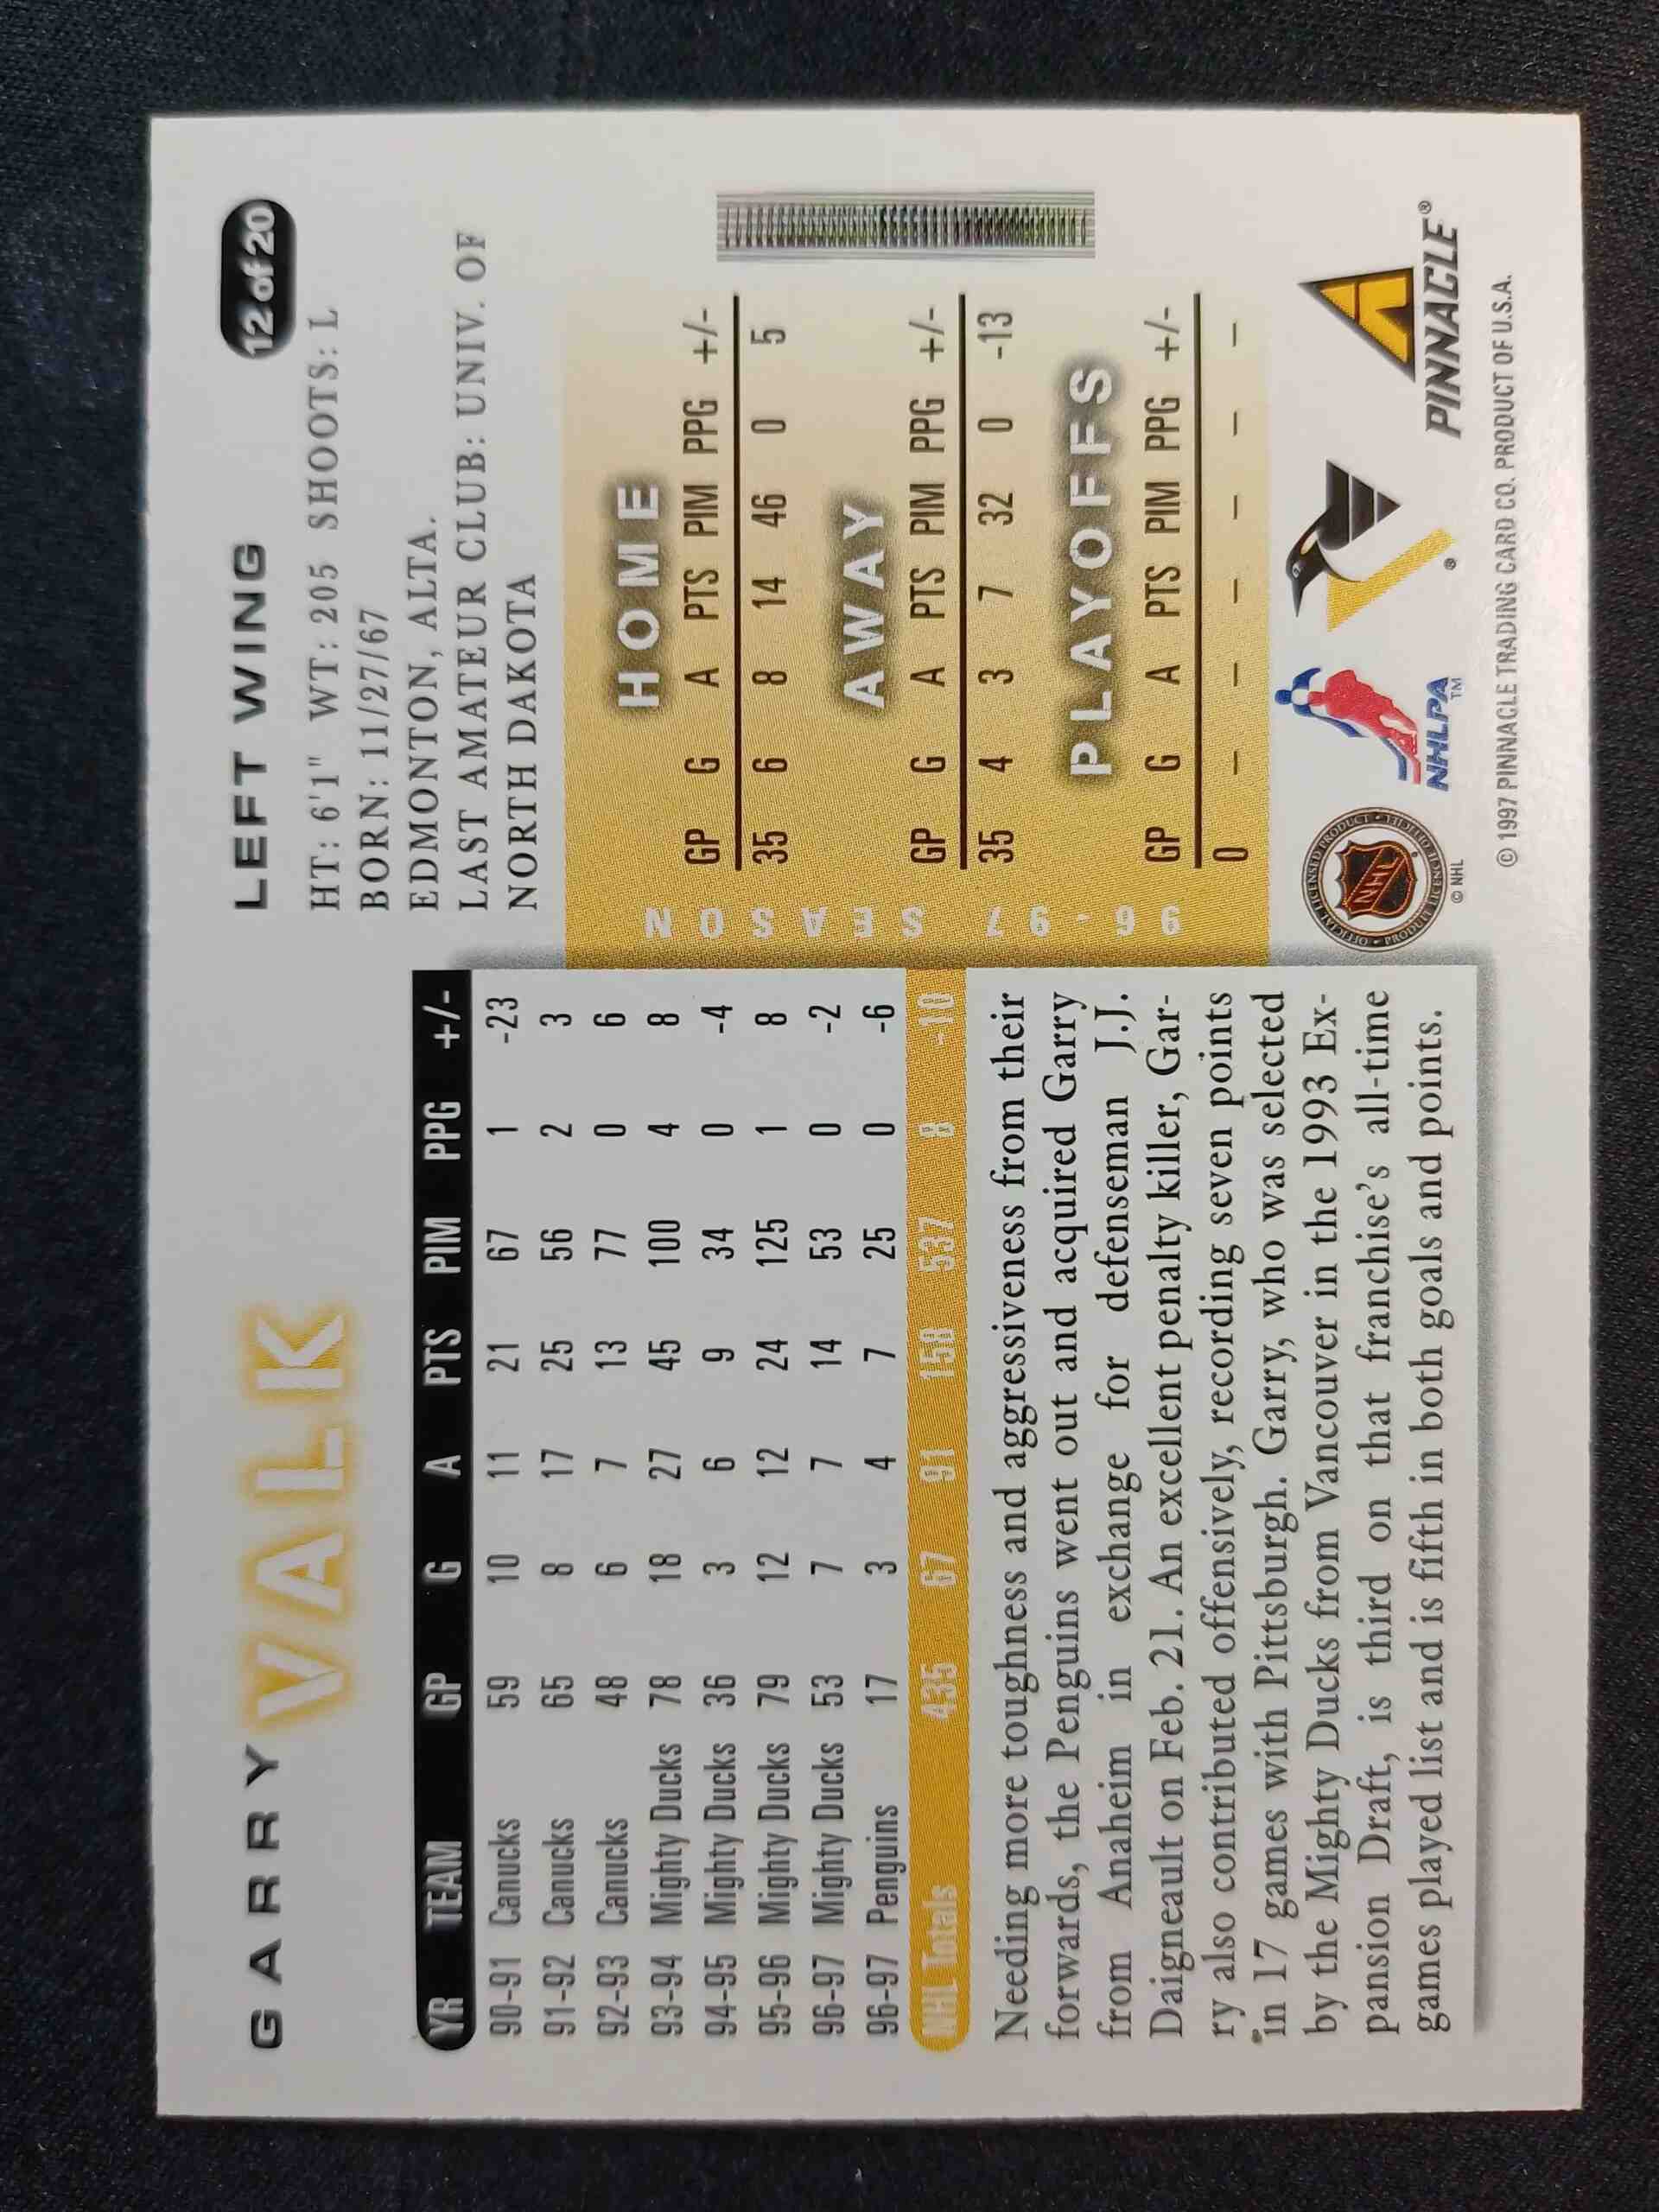 GARRY VALK
LEFT WING
12 of 20
HT: 6'1" WT: 205 SHOOTS: L
BORN: 11/27/67
EDMONTON, ALTA.
LAST AMATEUR CLUB: UNIV. OF
NORTH DAKOTA
YR TEAM GP G A PTS PIM PPG +/-
90-91 Canucks 59 10 11 21 67 1 -23
91-92 Canucks 65 8 17 25 56 2 3
92-93 Canucks 48 6 7 13 77 0 6
93-94 Mighty Ducks 78 18 27 45 100 4 8
94-95 Mighty Ducks 36 3 6 9 34 0 -4
95-96 Mighty Ducks 79 12 12 24 125 1 8
96-97 Mighty Ducks 53 7 7 14 53 0 -2
96-97 Penguins 17 3 4 7 25 0 -6
NHL Totals 435 67 91 158 537 8 -10
Needing more toughness and aggressiveness from their
forwards, the Penguins went out and acquired Garry
from Anaheim in exchange for defenseman J.J.
Daigneault on Feb. 21. An excellent penalty killer, Gar-
ry also contributed offensively, recording seven points
in 17 games with Pittsburgh. Garry, who was selected
by the Mighty Ducks from Vancouver in the 1993 Ex-
pansion Draft, is third on that franchise's all-time
games played list and is fifth in both goals and points.
96-97 SEASON
HOME
GP G A PTS PIM PPG +/-
35 6 8 14 46 0 5
AWAY
GP G A PTS PIM PPG +/-
35 4 3 7 32 0 -13
PLAYOFFS
GP G A PTS PIM PPG +/-
0 – – – – – –
OFFICIAL LICENSED PRODUCT • PRODUIT LICENCIÉ OFFICIEL •
NHL
© NHL
NHLPA™
®
PINNACLE®
© 1997 PINNACLE TRADING CARD CO. PRODUCT OF U.S.A.